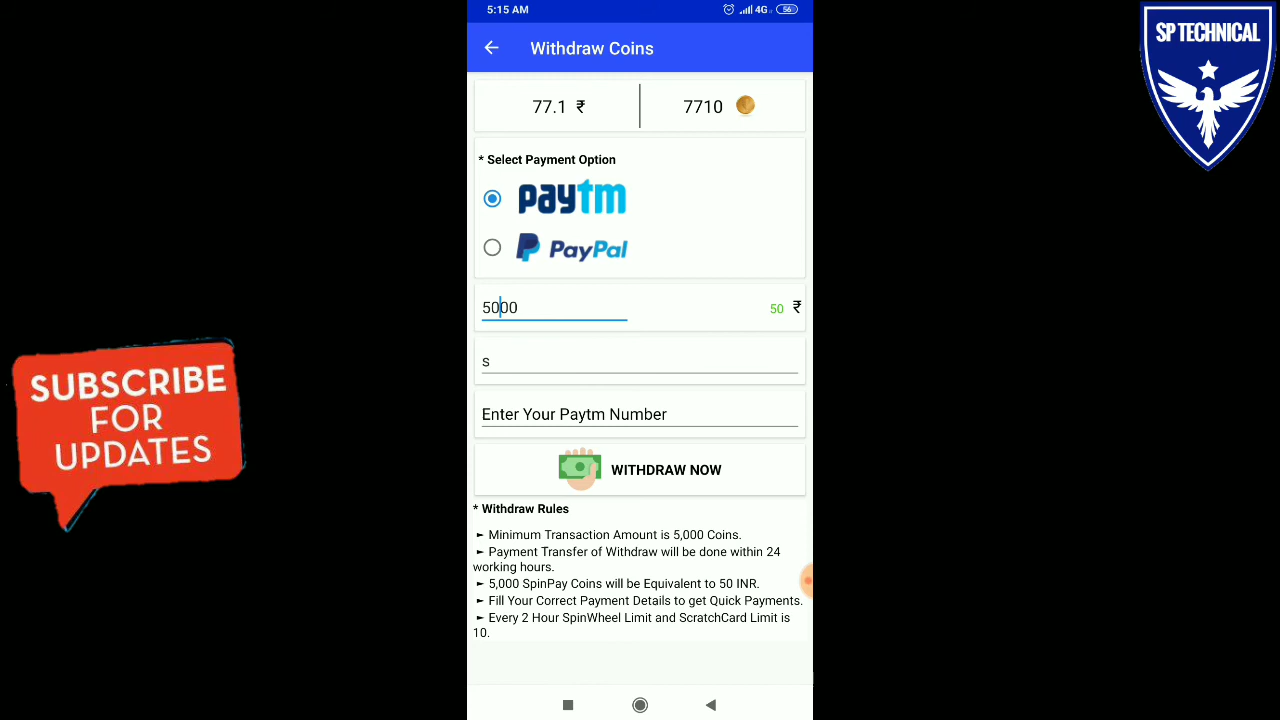 5:15 AM
4G
56
SP TECHNICAL
Withdraw Coins
77.1 ₹
7710
* Select Payment Option
paytm
PayPal
5000
50 ₹
s
Enter Your Paytm Number
WITHDRAW NOW
* Withdraw Rules
► Minimum Transaction Amount is 5,000 Coins.
► Payment Transfer of Withdraw will be done within 24
working hours.
► 5,000 SpinPay Coins will be Equivalent to 50 INR.
► Fill Your Correct Payment Details to get Quick Payments.
► Every 2 Hour SpinWheel Limit and ScratchCard Limit is
10.
SUBSCRIBE
FOR
UPDATES